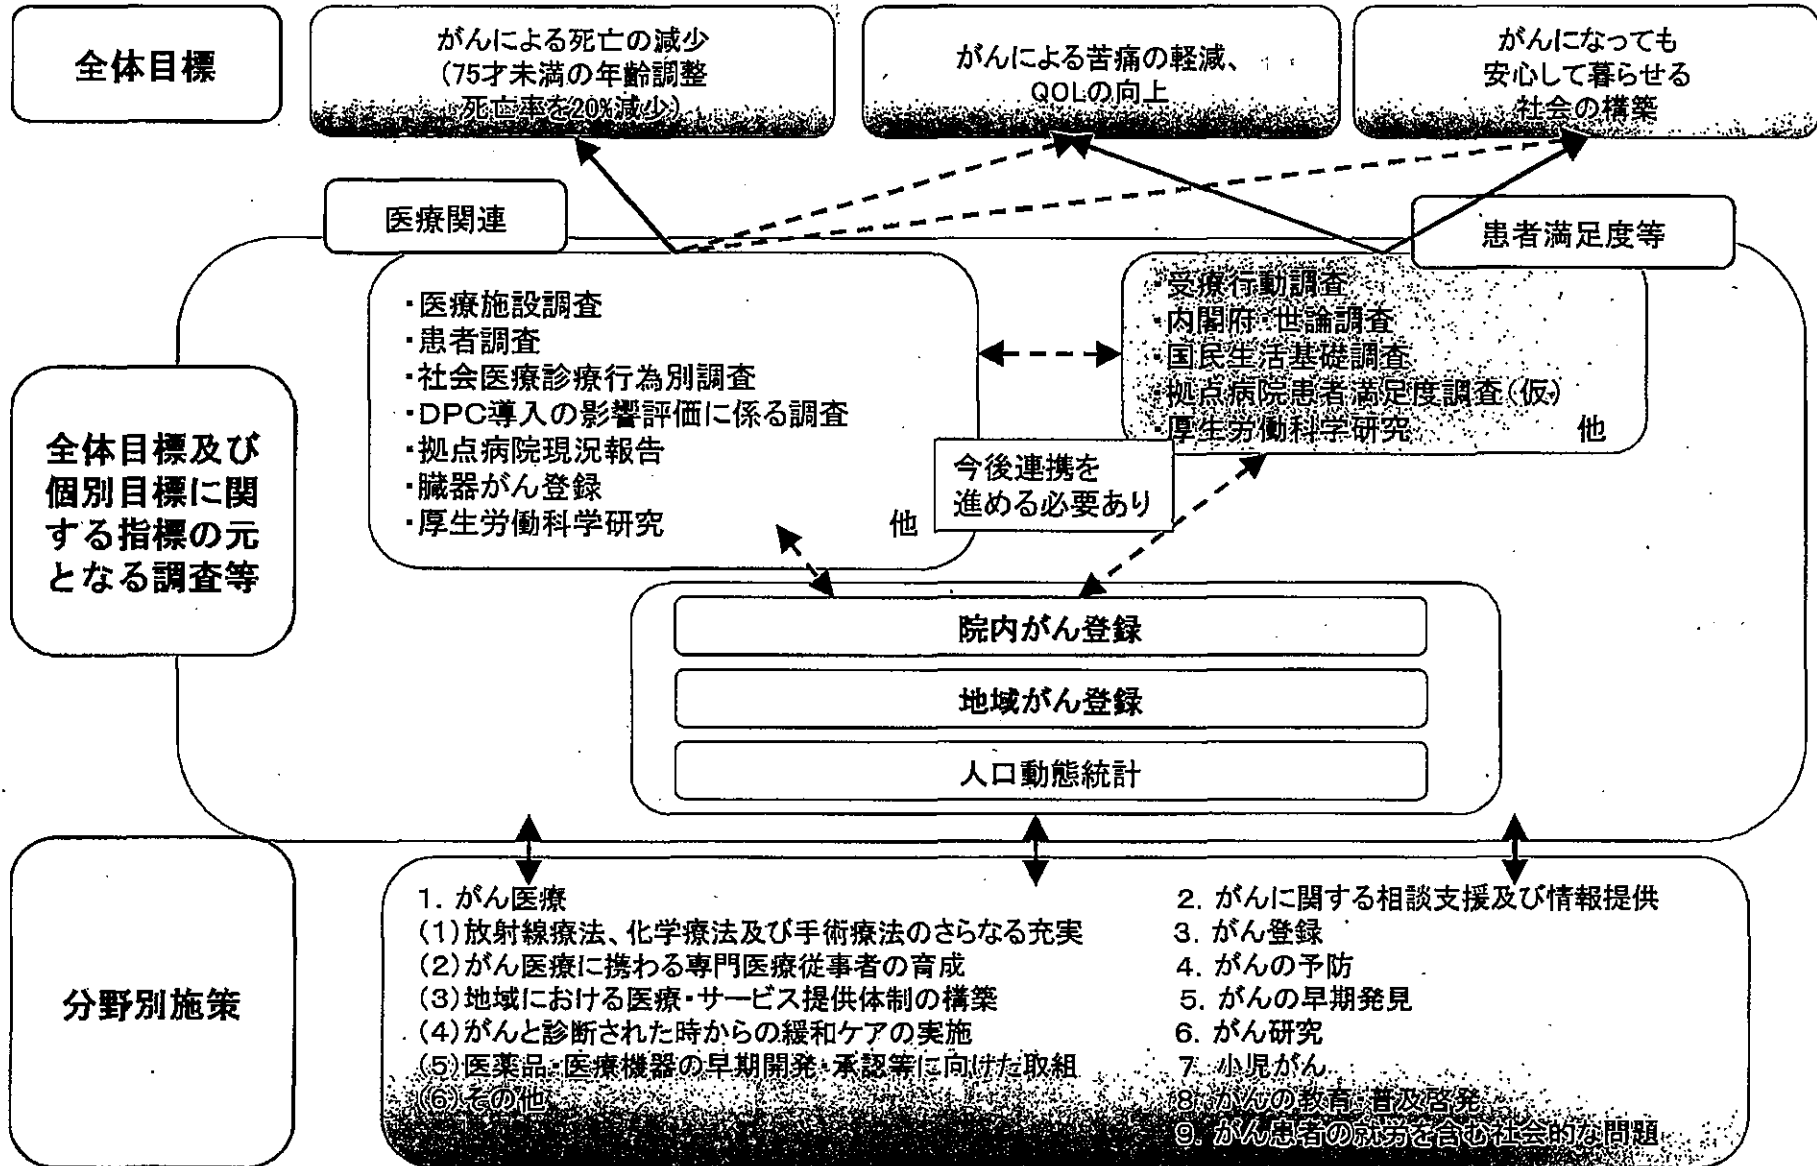 全体目標
がんによる死亡の減少
(75才未満の年齢調整
死亡率を20%減少)
がんによる苦痛の軽減、
QOLの向上
がんになっても
安心して暮らせる
社会の構築
医療関連
患者満足度等
全体目標及び
個別目標に関
する指標の元
となる調査等
・医療施設調査
・患者調査
・社会医療診療行為別調査
・DPC導入の影響評価に係る調査
・拠点病院現況報告
・臓器がん登録
・厚生労働科学研究 他
・受療行動調査
・内閣府・世論調査
・国民生活基礎調査
・拠点病院患者満足度調査(仮)
・厚生労働科学研究 他
今後連携を
進める必要あり
院内がん登録
地域がん登録
人口動態統計
分野別施策
1. がん医療
(1)放射線療法、化学療法及び手術療法のさらなる充実
(2)がん医療に携わる専門医療従事者の育成
(3)地域における医療・サービス提供体制の構築
(4)がんと診断された時からの緩和ケアの実施
(5)医薬品・医療機器の早期開発・承認等に向けた取組
(6)その他
2. がんに関する相談支援及び情報提供
3. がん登録
4. がんの予防
5. がんの早期発見
6. がん研究
7. 小児がん
8. がんの教育・普及啓発
9. がん患者の就労を含む社会的な問題